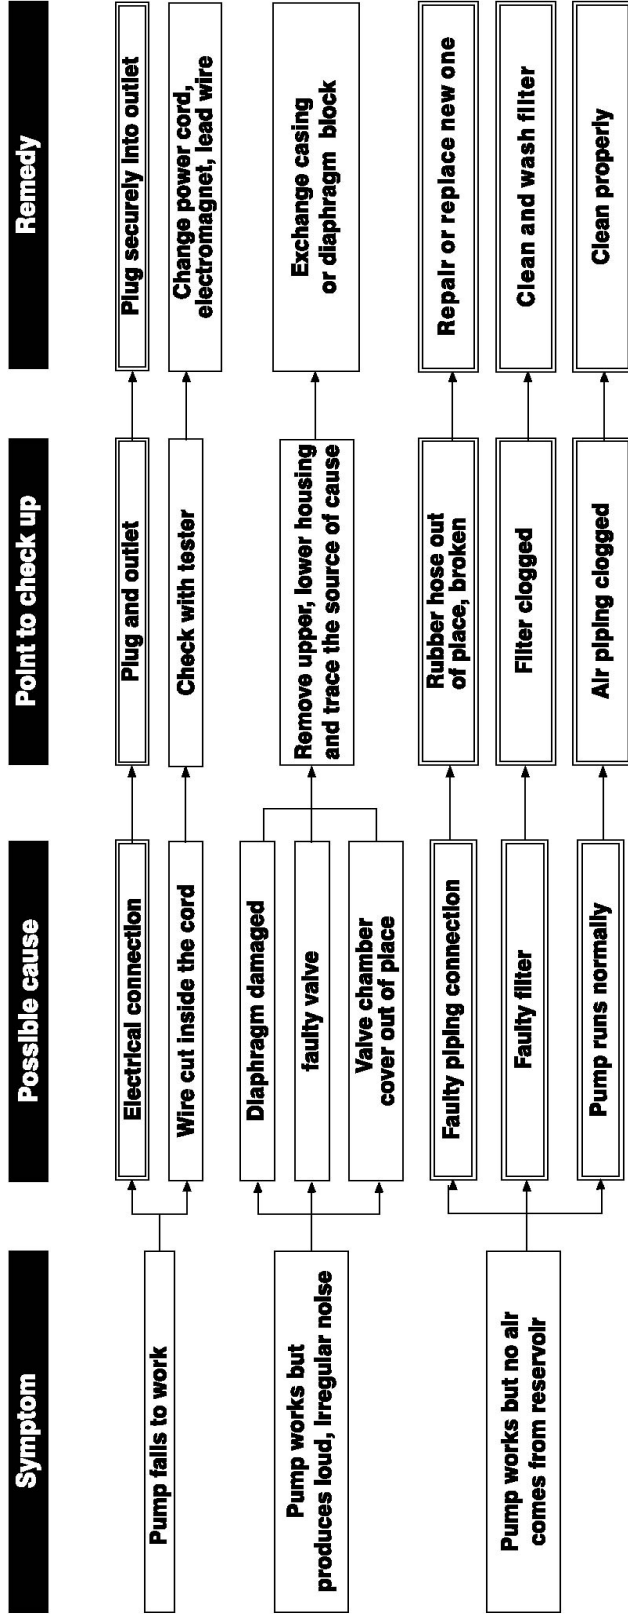 Symptom
Possible cause
Point to check up
Remedy
Pump fails to work
Electrical connection
Plug and outlet
Plug securely into outlet
Wire cut inside the cord
Check with tester
Change power cord,
electromagnet, lead wire
Pump works but
produces loud, irregular noise
Diaphragm damaged
faulty valve
Valve chamber
cover out of place
Remove upper, lower housing
and trace the source of cause
Exchange casing
or diaphragm block
Pump works but no air
comes from reservoir
Faulty piping connection
Rubber hose out
of place, broken
Repair or replace new one
Faulty filter
Filter clogged
Clean and wash filter
Pump runs normally
Air piping clogged
Clean properly